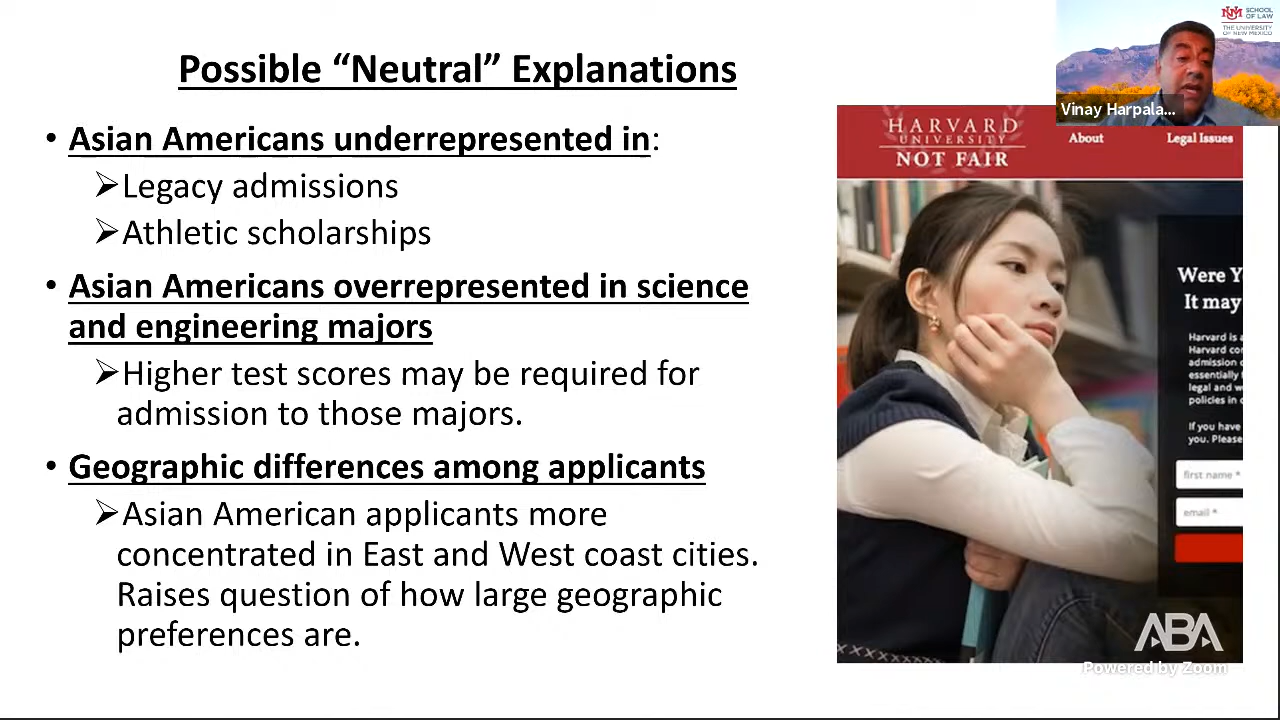 Possible “Neutral” Explanations
• Asian Americans underrepresented in:
➢Legacy admissions
➢Athletic scholarships
• Asian Americans overrepresented in science
and engineering majors
➢Higher test scores may be required for
admission to those majors.
• Geographic differences among applicants
➢Asian American applicants more
concentrated in East and West coast cities.
Raises question of how large geographic
preferences are.
UNM SCHOOL
OF LAW
THE UNIVERSITY
OF NEW MEXICO
Vinay Harpala...
HARVARD
UNIVERSITY
NOT FAIR
About Legal Issues
Were Y
It may
Harvard is a
Harvard con
admission o
essentially
legal and w
policies in c
If you have
you. Please
first name *
email *
ABA
Powered by Zoom